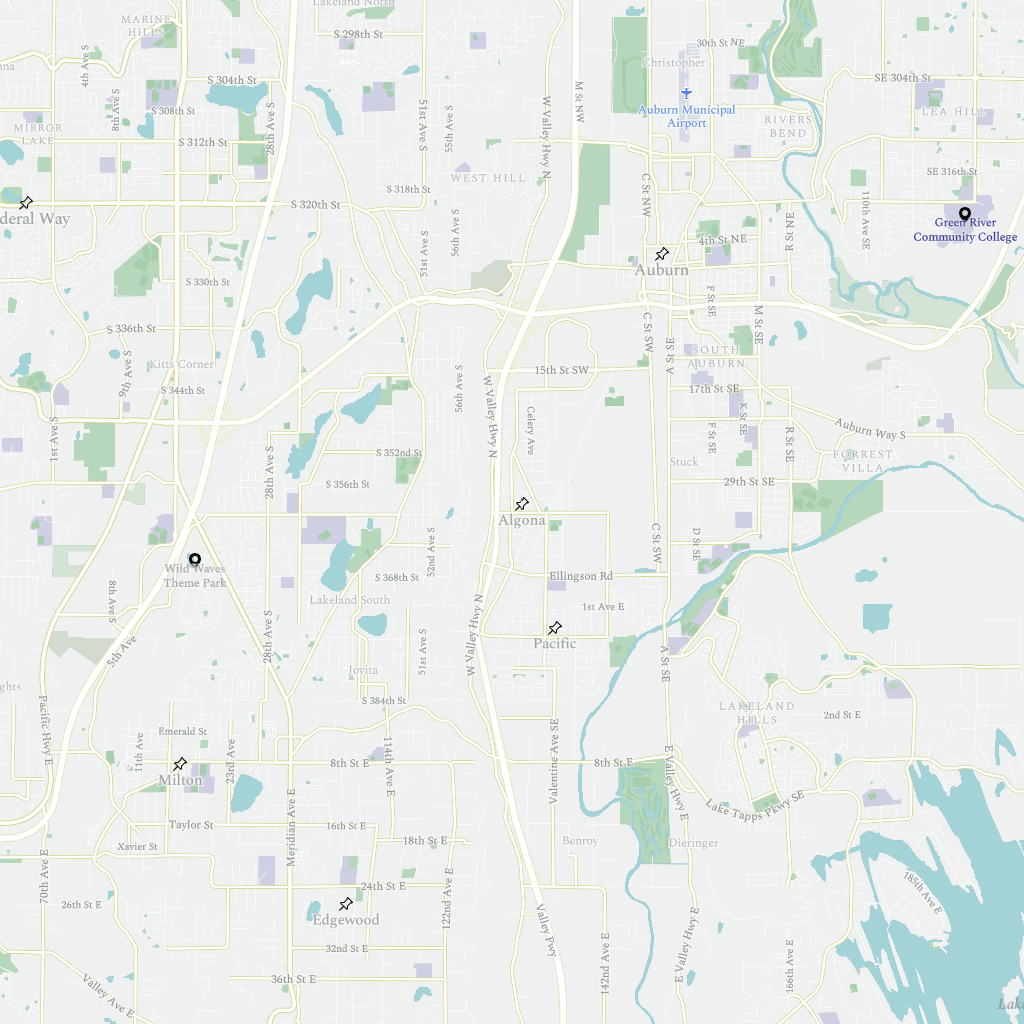 Lakeland North
MARINE
HILLS
S 298th St
30th St NE
Christopher
4th Ave S
S 304th St
SE 304th St
8th Ave S
S 308th St
28th Ave S
51st Ave S
55th Ave S
W Valley Hwy N
M St NW
Auburn Municipal
Airport
LEA HILL
MIRROR
LAKE
S 312th St
RIVERS
BEND
WEST HILL
S 318th St
C St NW
SE 316th St
110th Ave SE
S 320th St
deral Way
56th Ave S
R St NE
Green River
Community College
51st Ave S
4th St NE
Auburn
S 330th St
P St SE
M St SE
S 336th St
C St SW
A St SE
SOUTH
AUBURN
Kitts Corner
9th Ave S
S 344th St
56th Ave S
W Valley Hwy N
15th St SW
17th St SE
Celery Ave
K St SE
1st Ave S
F St SE
R St SE
Auburn Way S
28th Ave S
S 352nd St
Stuck
FORREST
VILLA
S 356th St
29th St SE
Algona
52nd Ave S
C St SW
D St SE
Wild Waves
Theme Park
8th Ave S
S 368th St
Ellingson Rd
Lakeland South
1st Ave E
28th Ave S
W Valley Hwy N
51st Ave S
5th Ave
Pacific
A St SE
Jovita
ghts
Pacific Hwy E
S 384th St
LAKELAND
HILLS
2nd St E
Emerald St
11th Ave
23rd Ave
114th Ave E
Valentine Ave SE
8th St E
8th St E
E Valley Hwy E
Milton
Lake Tapps Pkwy SE
Meridian Ave E
Taylor St
16th St E
18th St E
Benroy
Dieringer
Xavier St
70th Ave E
24th St E
122nd Ave E
185th Ave E
26th St E
Edgewood
Valley Fwy
E Valley Hwy E
32nd St E
142nd Ave E
166th Ave E
36th St E
Valley Ave E